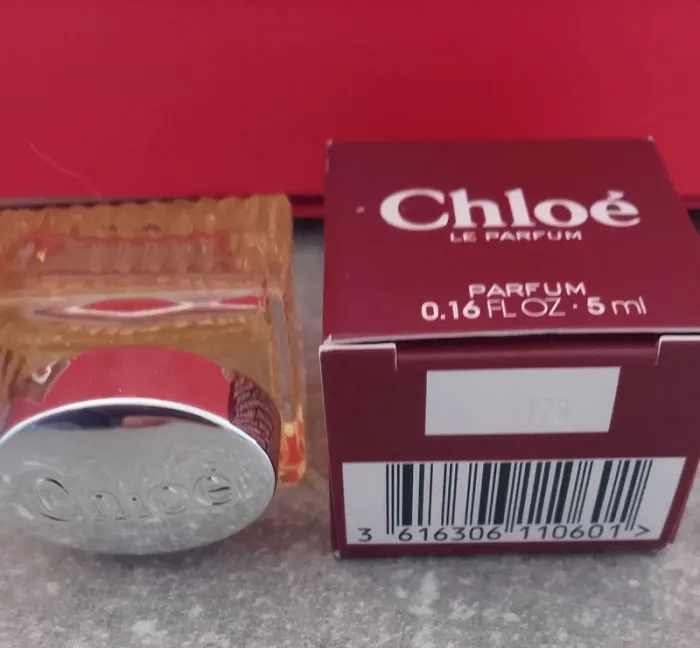 Chloé
LE PARFUM
PARFUM
0.16 FL OZ · 5 ml
Chloé
3 616306 110601 >